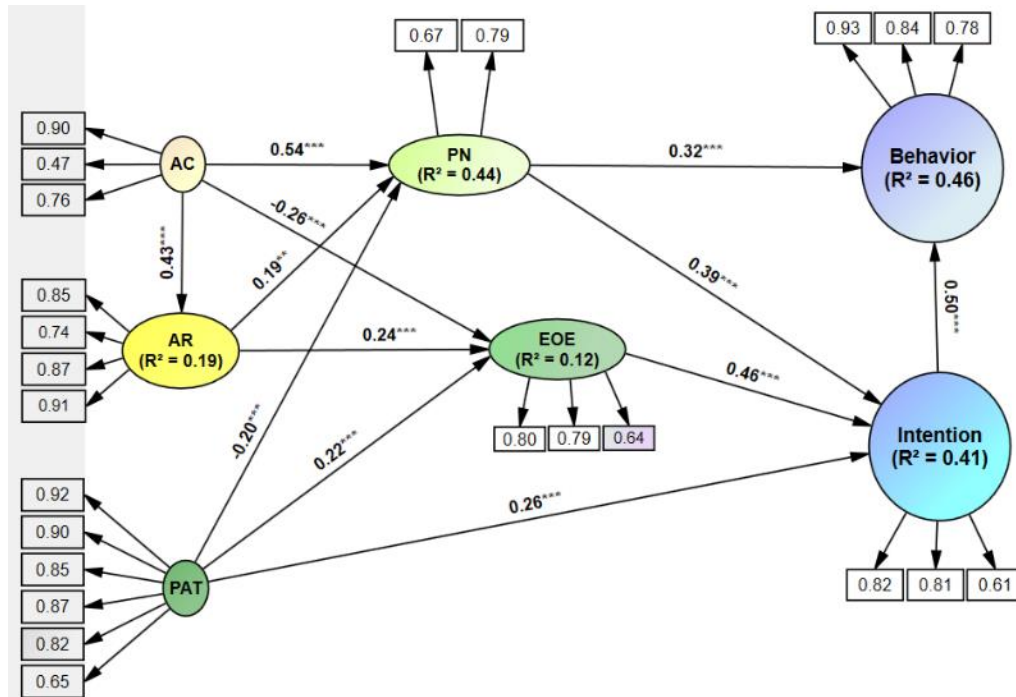 0.67 0.79
0.93 0.84 0.78
0.90
0.47
0.76
AC
0.54***
PN
(R² = 0.44)
0.32***
Behavior
(R² = 0.46)
-0.26***
0.43***
0.19**
0.39***
0.50***
0.85
0.74
0.87
0.91
AR
(R² = 0.19)
0.24***
EOE
(R² = 0.12)
0.46***
0.80 0.79 0.64
Intention
(R² = 0.41)
-0.20***
0.22***
0.26***
0.92
0.90
0.85
0.87
0.82
0.65
PAT
0.82 0.81 0.61